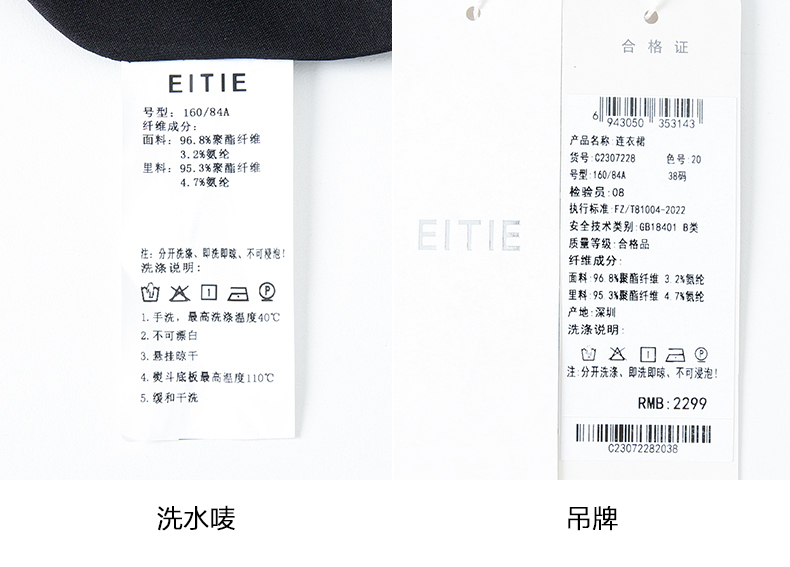 EITIE
号型：160/84A
纤维成分：
面料：96.8%聚酯纤维
3.2%氨纶
里料：95.3%聚酯纤维
4.7%氨纶
注：分开洗涤、即洗即晾、不可浸泡！
洗涤说明：
1.手洗，最高洗涤温度40℃
2.不可漂白
3.悬挂晾干
4.熨斗底板最高温度110℃
5.缓和干洗
洗水唛
EITIE
合格证
6 943050 353143
产品名称:连衣裙
货号:C2307228 色号:20
号型:160/84A 38码
检验员:08
执行标准:FZ/T81004-2022
安全技术类别:GB18401 B类
质量等级:合格品
纤维成分:
面料:96.8%聚酯纤维 3.2%氨纶
里料:95.3%聚酯纤维 4.7%氨纶
产地:深圳
洗涤说明:
注:分开洗涤、即洗即晾、不可浸泡!
RMB:2299
C23072282038
吊牌